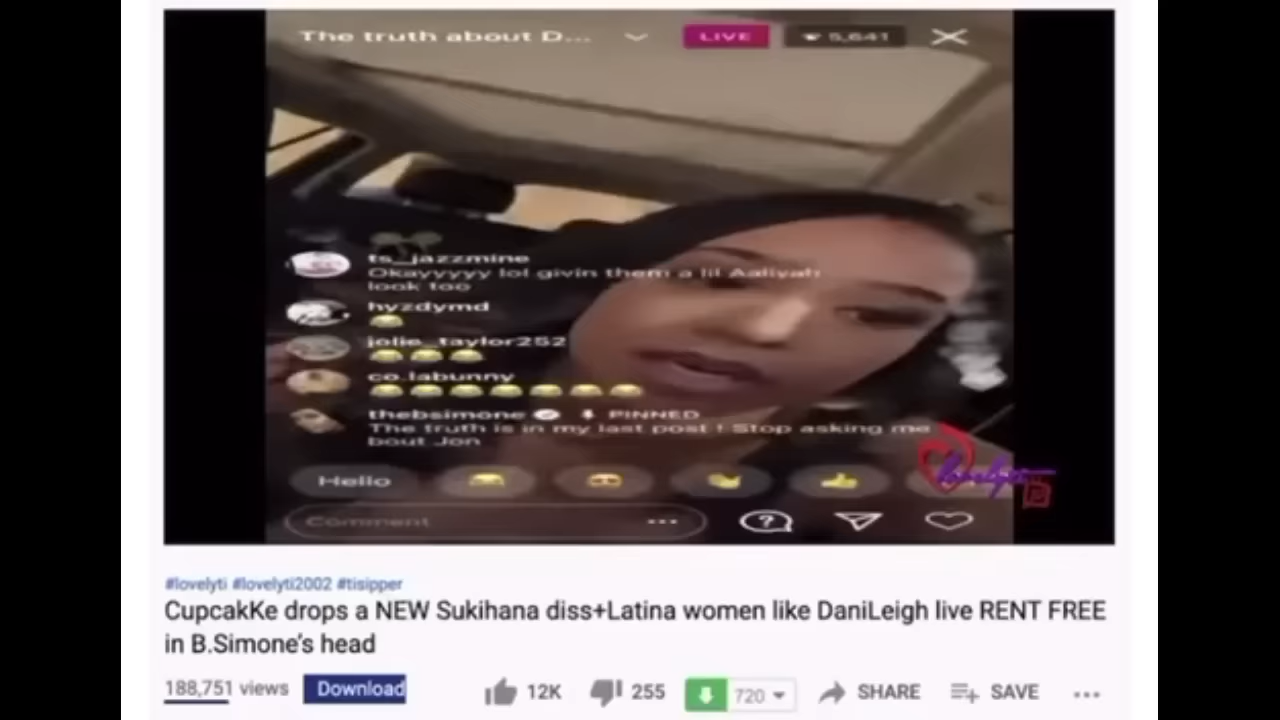 The truth about D...
LIVE
5,641
ts_jazzmine
Okayyyyy lol givin them a lil Aaliyah
look too
hyzdymd
😂
jolie_taylor252
😂😂😂
co.labunny
😂😂😂😂😂😂😂
thebsimone PINNED
The truth is in my last post ! Stop asking me
bout Jon
Hello
Comment ...
#lovelyti #lovelyti2002 #tisipper
CupcakKe drops a NEW Sukihana diss+Latina women like DaniLeigh live RENT FREE
in B.Simone's head
188,751 views Download 12K 255 720 SHARE SAVE ...